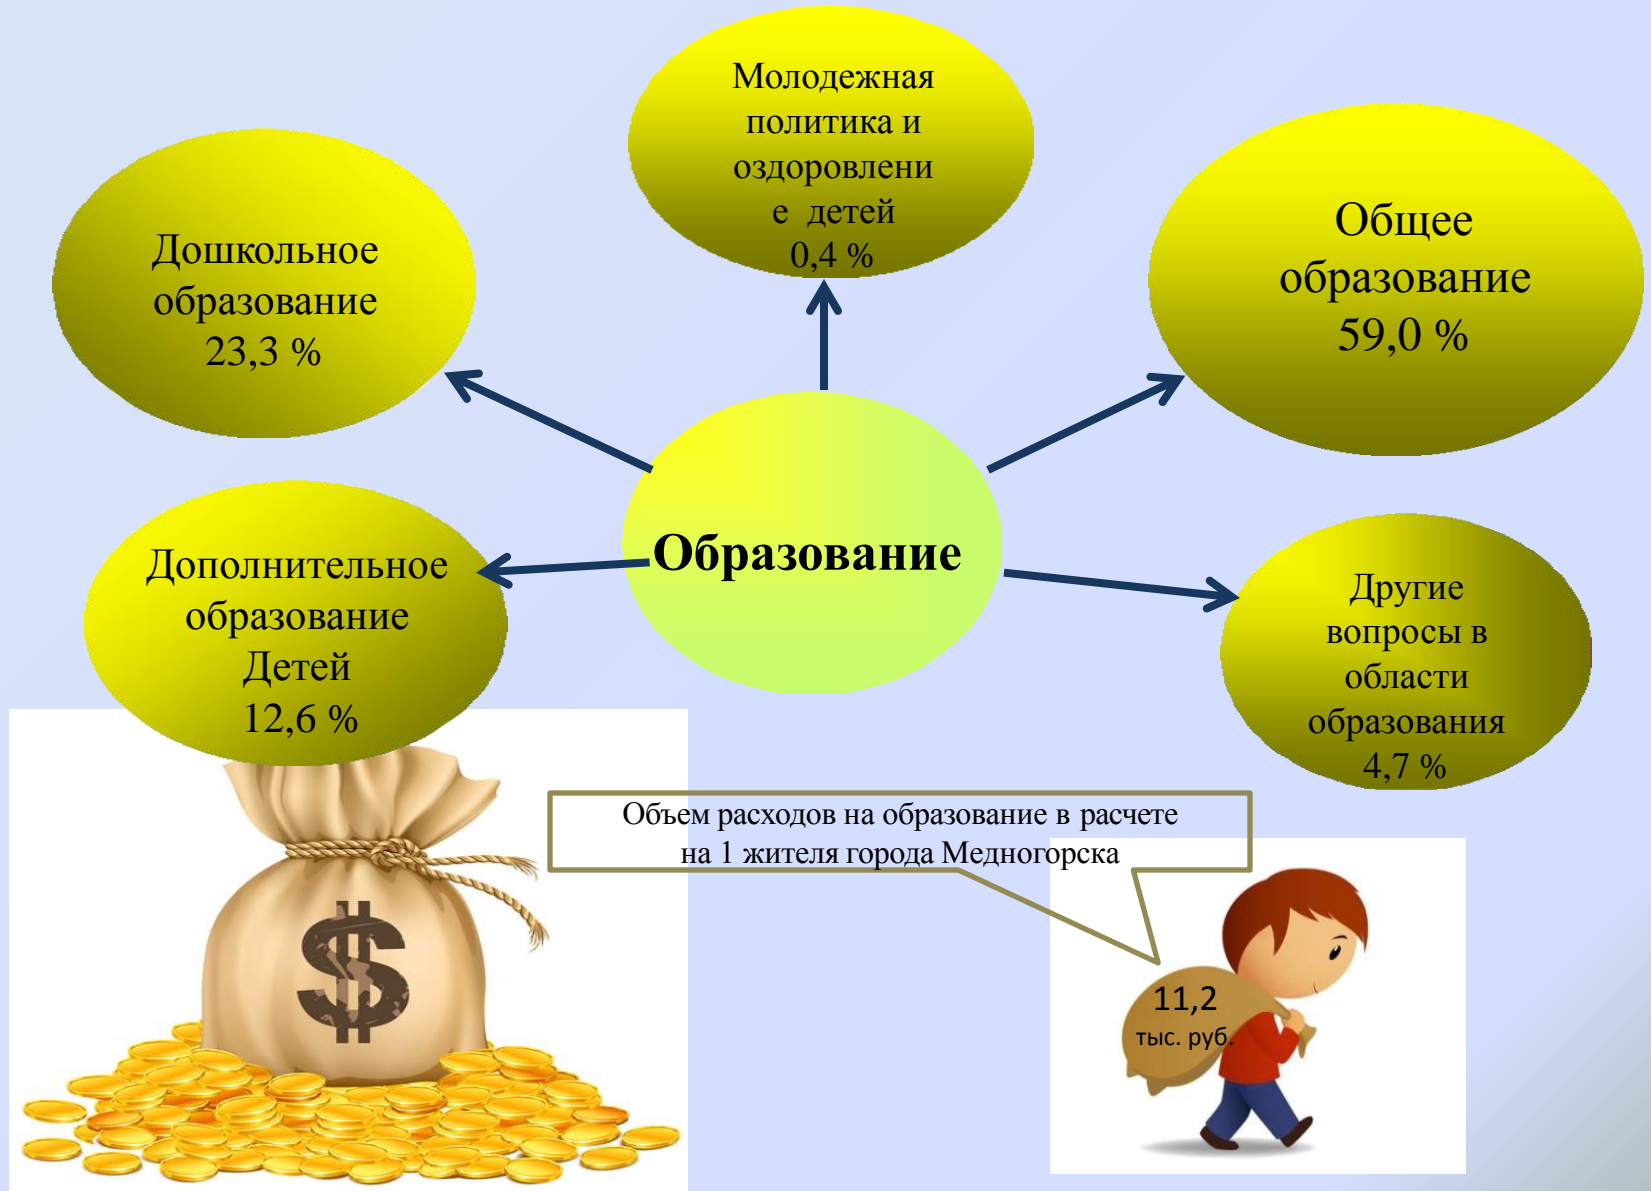 Молодежная
политика и
оздоровлени
е детей
0,4 %
Дошкольное
образование
23,3 %
Общее
образование
59,0 %
Образование
Дополнительное
образование
Детей
12,6 %
Другие
вопросы в
области
образования
4,7 %
Объем расходов на образование в расчете
на 1 жителя города Медногорска
$
11,2
тыс. руб.